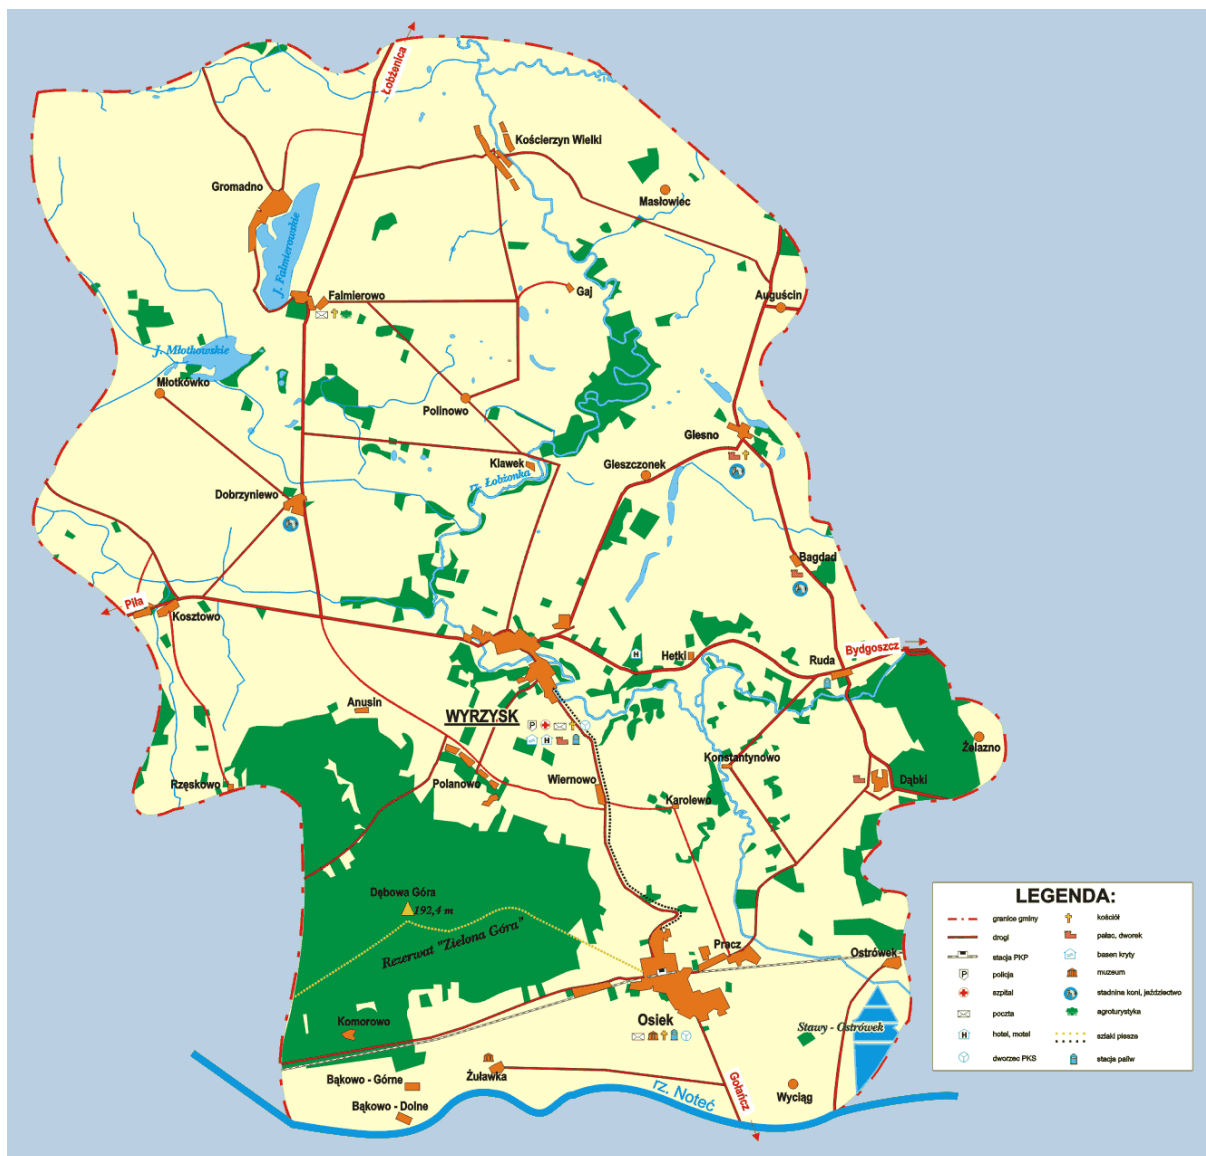 Łobżenica
Kościerzyn Wielki
Gromadno
Masłowiec
J. Falmierowskie
Falmierowo
Gaj
Auguścin
J. Młotkowskie
Młotkówko
Polinowo
Glesno
Klawek
Gleszczonek
rz. Łobżonka
Dobrzyniewo
Bagdad
Piła
Kosztowo
Bydgoszcz
Hetki
Ruda
H
Anusin
WYRZYSK
P
H
Żelazno
Konstantynowo
Rzęskowo
Polanowo
Wiernowo
Dąbki
Karolewo
Dębowa Góra
192,4 m
Rezerwat "Zielona Góra"
Pracz
Ostrówek
Komorowo
Osiek
Stawy - Ostrówek
Bąkowo - Górne
Żuławka
Gołańcz
Wyciąg
rz. Noteć
Bąkowo - Dolne
LEGENDA:
granice gminy
kościół
drogi
pałac, dworek
stacja PKP
basen kryty
P
policja
muzeum
szpital
stadnina koni, jeździectwo
poczta
agroturystyka
H
hotel, motel
szlaki piesze
dworzec PKS
stacja paliw